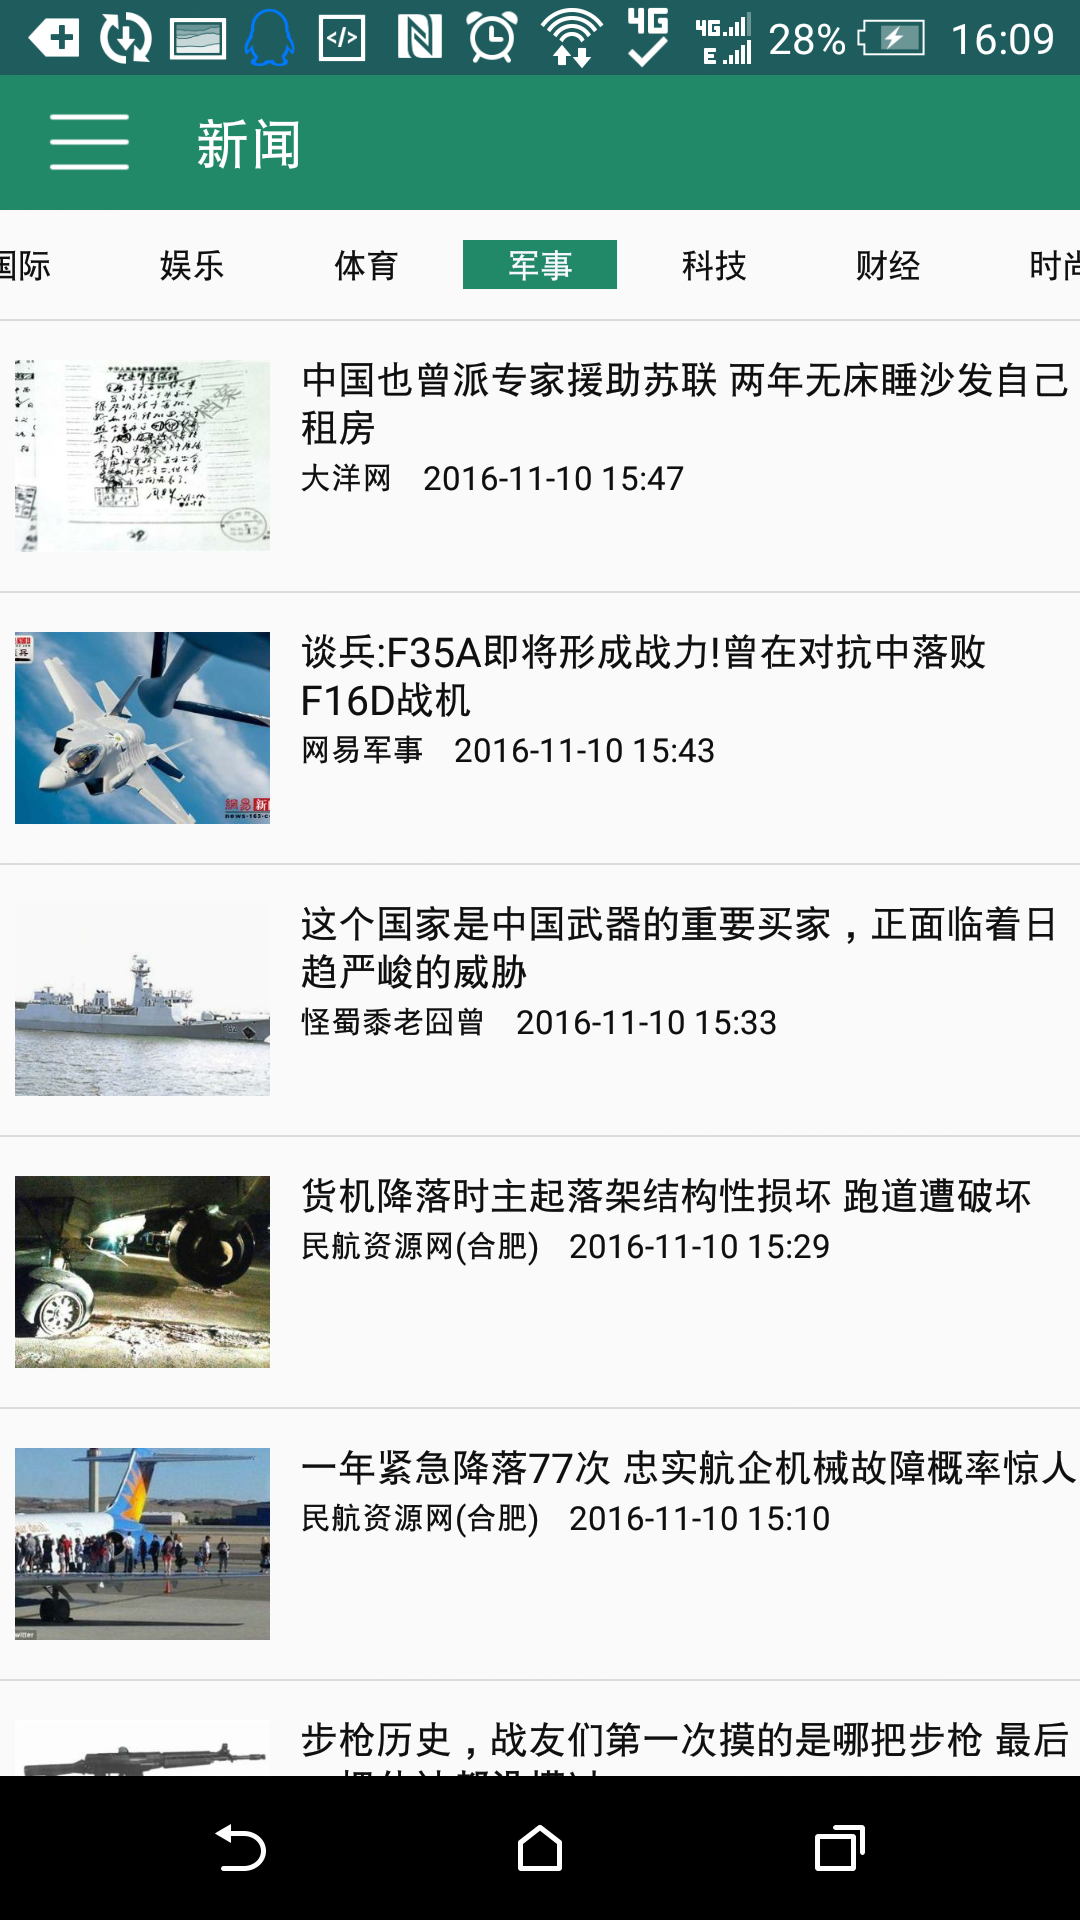 4G
4G
E
28%
16:09
新闻
国际 娱乐 体育 军事 科技 财经 时尚
中国也曾派专家援助苏联 两年无床睡沙发自己
租房
大洋网 2016-11-10 15:47
谈兵:F35A即将形成战力!曾在对抗中落败
F16D战机
网易军事 2016-11-10 15:43
这个国家是中国武器的重要买家，正面临着日
趋严峻的威胁
怪蜀黍老囧曾 2016-11-10 15:33
货机降落时主起落架结构性损坏 跑道遭破坏
民航资源网(合肥) 2016-11-10 15:29
一年紧急降落77次 忠实航企机械故障概率惊人
民航资源网(合肥) 2016-11-10 15:10
步枪历史，战友们第一次摸的是哪把步枪 最后